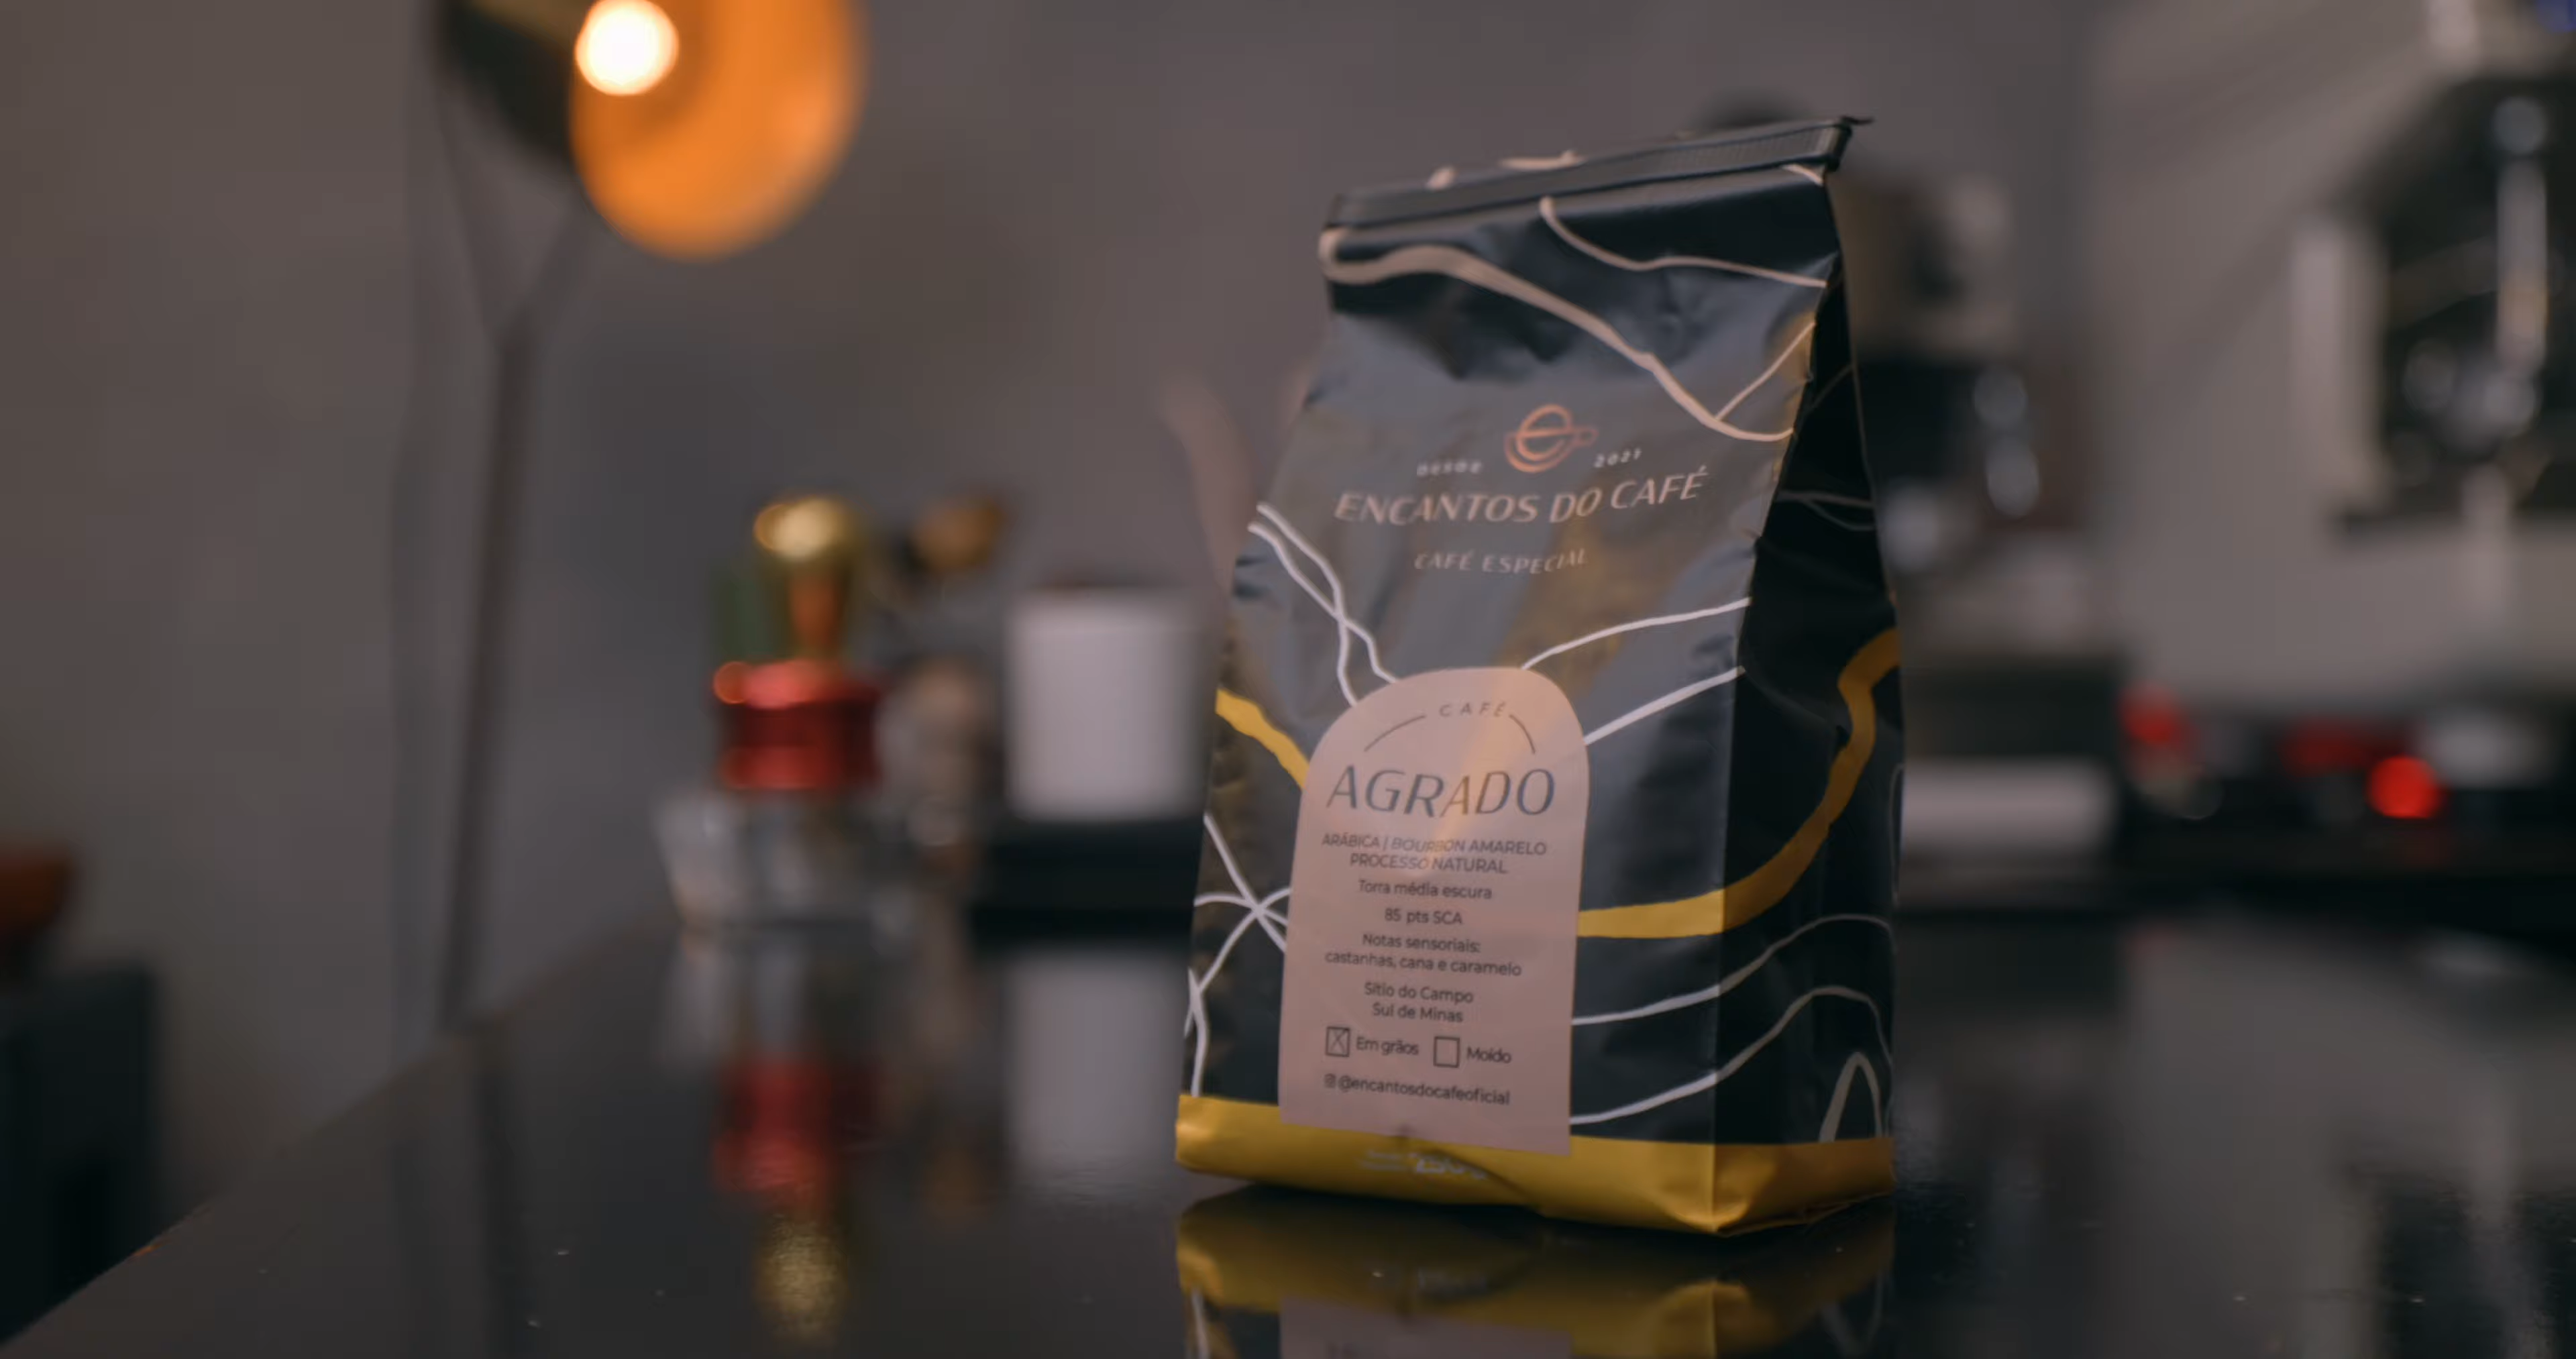 DESDE 2021
ENCANTOS DO CAFÉ
CAFÉ ESPECIAL
CAFÉ
AGRADO
ARÁBICA | BOURBON AMARELO
PROCESSO NATURAL
Torra média escura
85 pts SCA
Notas sensoriais:
castanhas, cana e caramelo
Sítio do Campo
Sul de Minas
Em grãos Moído
@encantosdocafeoficial